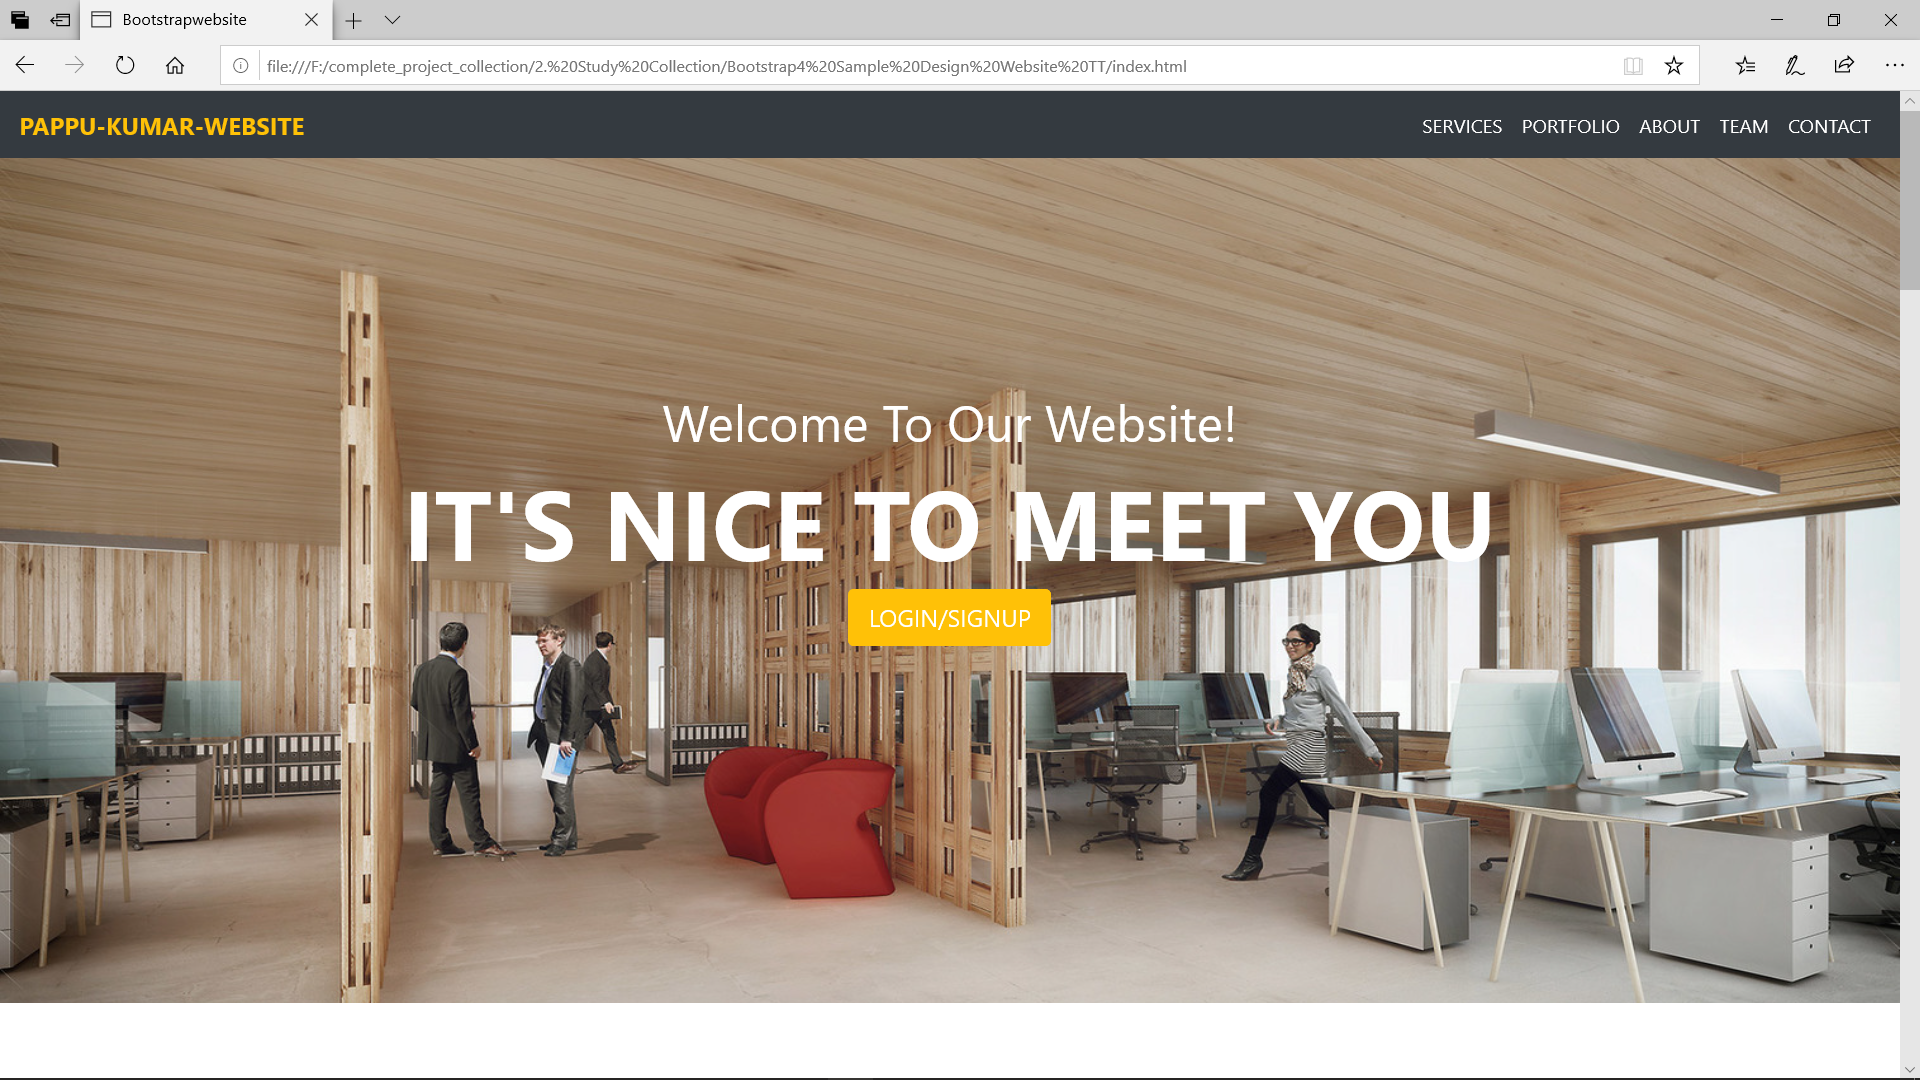 Bootstrapwebsite
file:///F:/complete_project_collection/2.%20Study%20Collection/Bootstrap4%20Sample%20Design%20Website%20TT/index.html
PAPPU-KUMAR-WEBSITE SERVICES PORTFOLIO ABOUT TEAM CONTACT
Welcome To Our Website!
IT'S NICE TO MEET YOU
LOGIN/SIGNUP